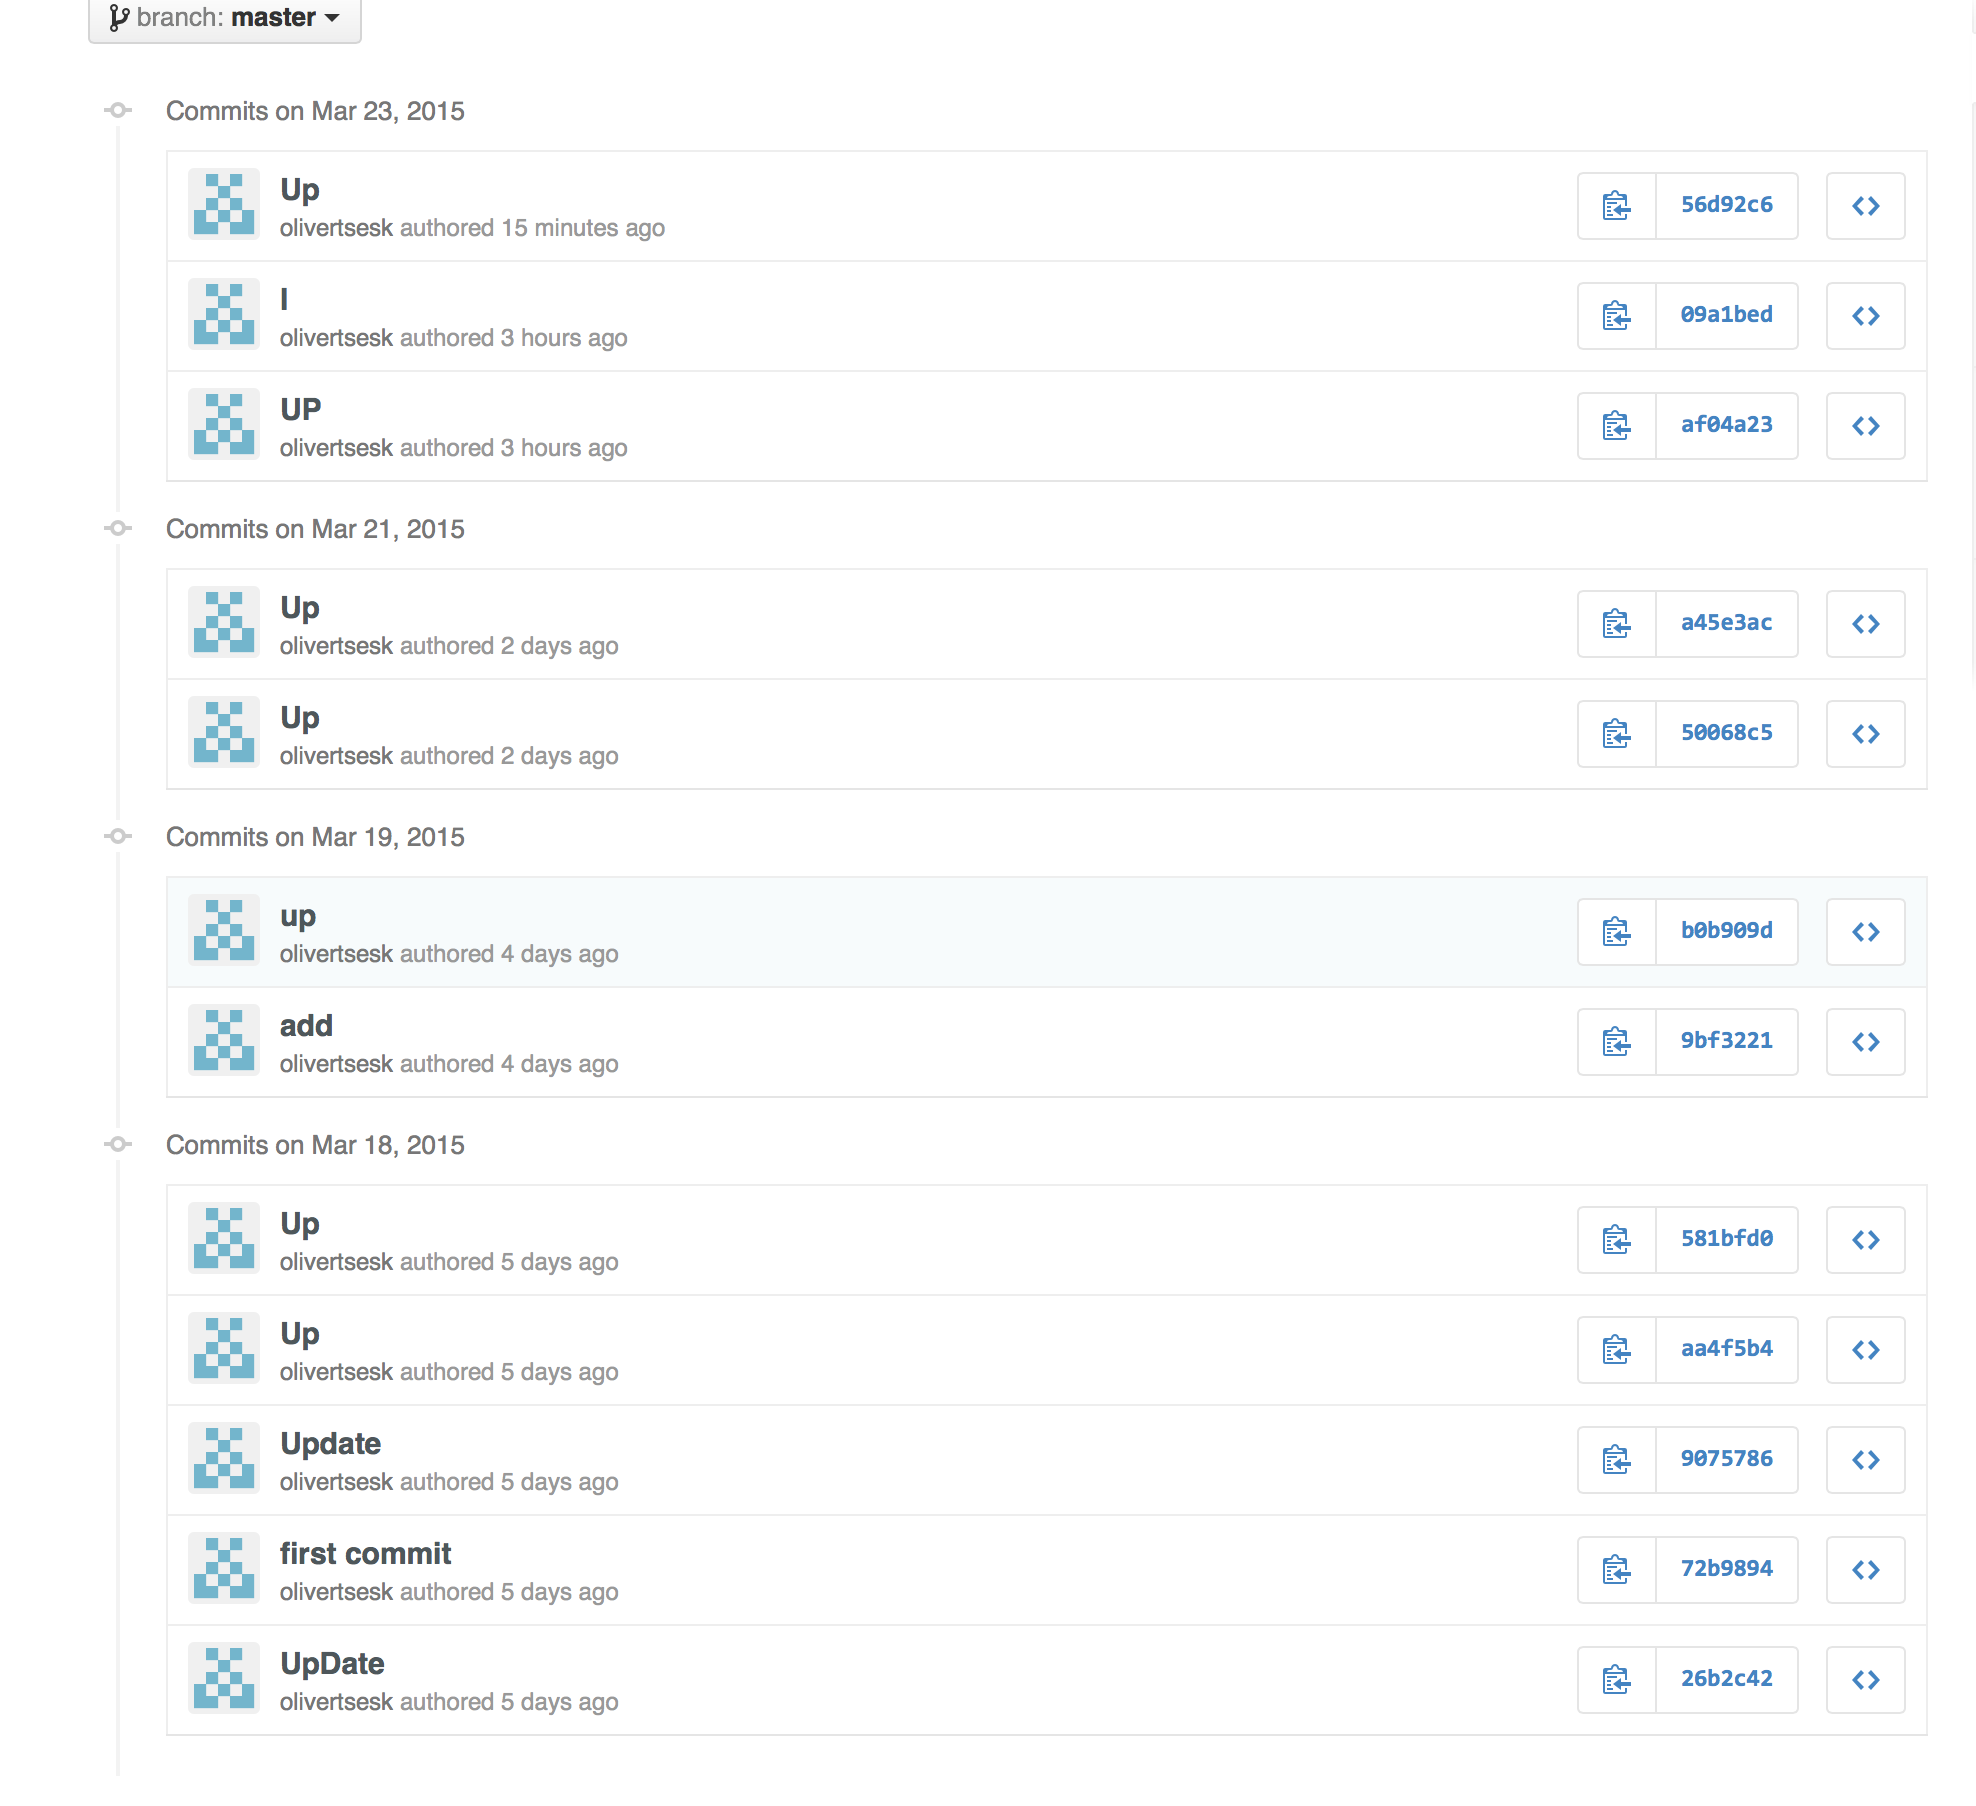 branch: master
Commits on Mar 23, 2015
Up
olivertsesk authored 15 minutes ago
56d92c6
I
olivertsesk authored 3 hours ago
09a1bed
UP
olivertsesk authored 3 hours ago
af04a23
Commits on Mar 21, 2015
Up
olivertsesk authored 2 days ago
a45e3ac
Up
olivertsesk authored 2 days ago
50068c5
Commits on Mar 19, 2015
up
olivertsesk authored 4 days ago
b0b909d
add
olivertsesk authored 4 days ago
9bf3221
Commits on Mar 18, 2015
Up
olivertsesk authored 5 days ago
581bfd0
Up
olivertsesk authored 5 days ago
aa4f5b4
Update
olivertsesk authored 5 days ago
9075786
first commit
olivertsesk authored 5 days ago
72b9894
UpDate
olivertsesk authored 5 days ago
26b2c42